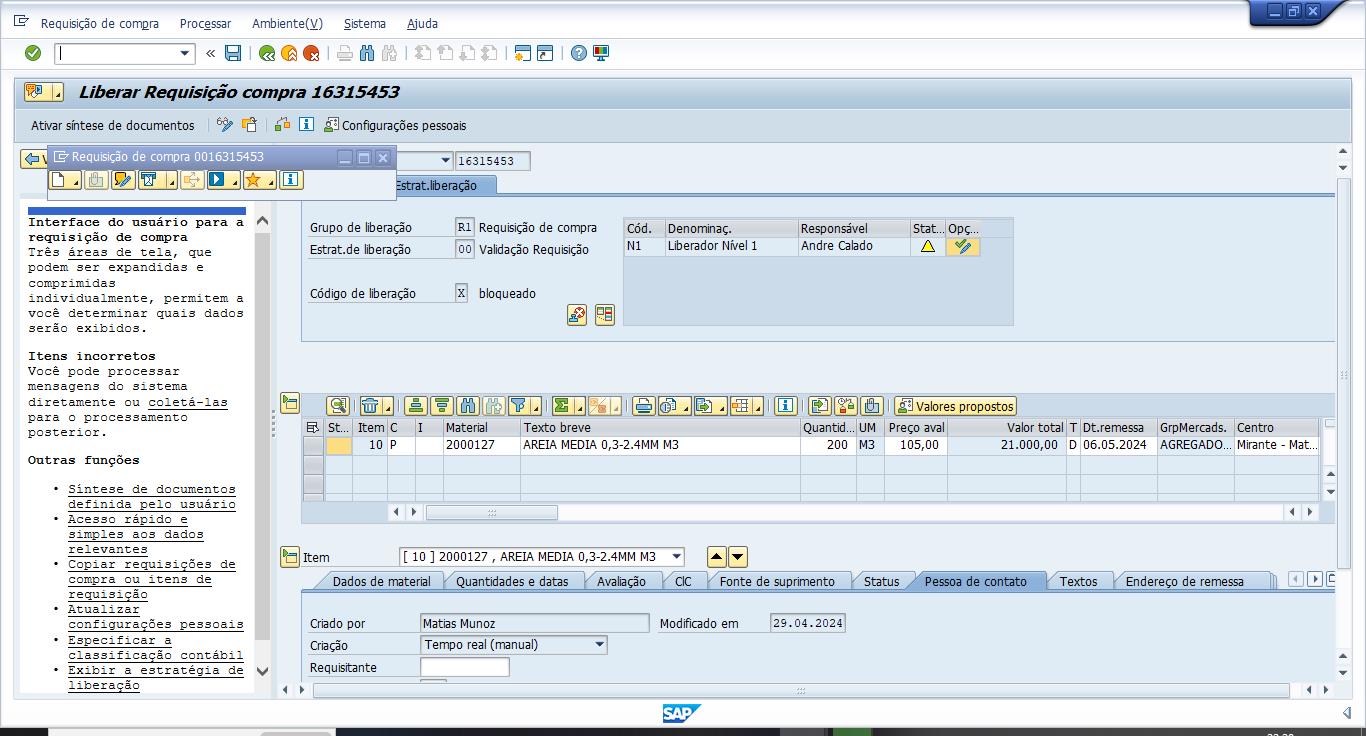 Requisição de compra Processar Ambiente(V) Sistema Ajuda
Liberar Requisição compra 16315453
Ativar síntese de documentos Configurações pessoais
Requisição de compra 0016315453
16315453
Estrat.liberação
Interface do usuário para a
requisição de compra
Três áreas de tela, que
podem ser expandidas e
comprimidas
individualmente, permitem a
você determinar quais dados
serão exibidos.
Itens incorretos
Você pode processar
mensagens do sistema
diretamente ou coletá-las
para o processamento
posterior.
Outras funções
• Síntese de documentos
definida pelo usuário
• Acesso rápido e
simples aos dados
relevantes
• Copiar requisições de
compra ou itens de
requisição
• Atualizar
configurações pessoais
• Especificar a
classificação contábil
• Exibir a estratégia de
liberação
Grupo de liberação R1 Requisição de compra
Estrat.de liberação 00 Validação Requisição
Código de liberação X bloqueado
Cód. Denominaç. Responsável Stat... Opç...
N1 Liberador Nível 1 Andre Calado
Valores propostos
St... Item C I Material Texto breve Quantid... UM Preço aval Valor total T Dt.remessa GrpMercads. Centro
10 P 2000127 AREIA MEDIA 0,3-2.4MM M3 200 M3 105,00 21.000,00 D 06.05.2024 AGREGADO... Mirante - Mat...
Item [ 10 ] 2000127 , AREIA MEDIA 0,3-2.4MM M3
Dados de material Quantidades e datas Avaliação ClC Fonte de suprimento Status Pessoa de contato Textos Endereço de remessa
Criado por Matias Munoz Modificado em 29.04.2024
Criação Tempo real (manual)
Requisitante
SAP